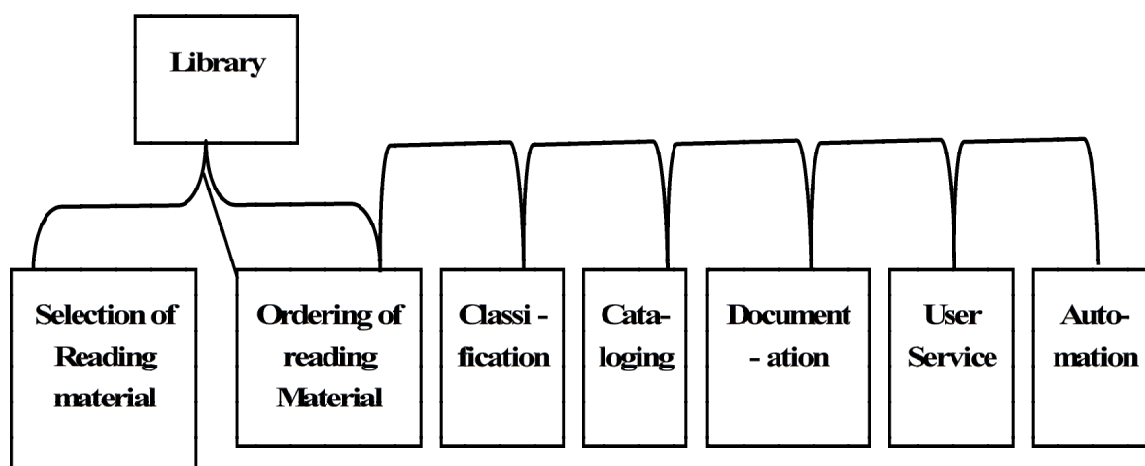 Library
Selection of
Reading
material
Ordering of
reading
Material
Classi -
fication
Cata-
loging
Document
- ation
User
Service
Auto-
mation